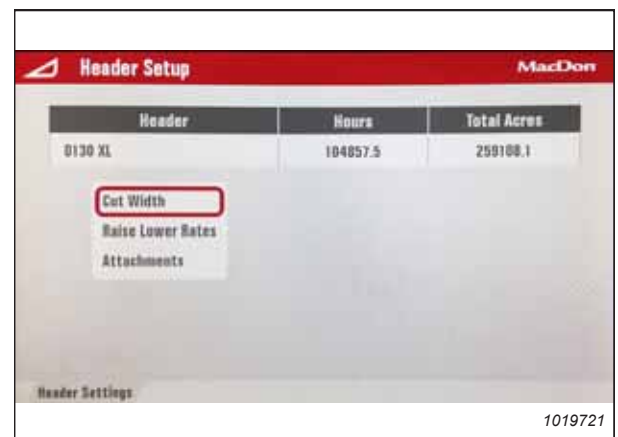 Header Setup MacDon
Header Hours Total Acres
D130 XL 104857.5 259108.1
Cut Width
Raise Lower Rates
Attachments
Header Settings
1019721